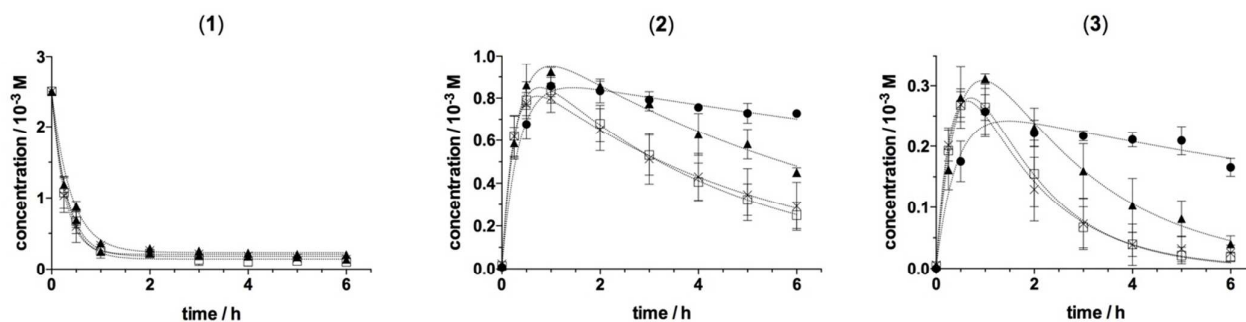 (1)
concentration / 10⁻³ M
3
2
1
0
0 2 4 6
time / h
(2)
concentration / 10⁻³ M
1.0
0.8
0.6
0.4
0.2
0.0
0 2 4 6
time / h
(3)
concentration / 10⁻³ M
0.3
0.2
0.1
0.0
0 2 4 6
time / h